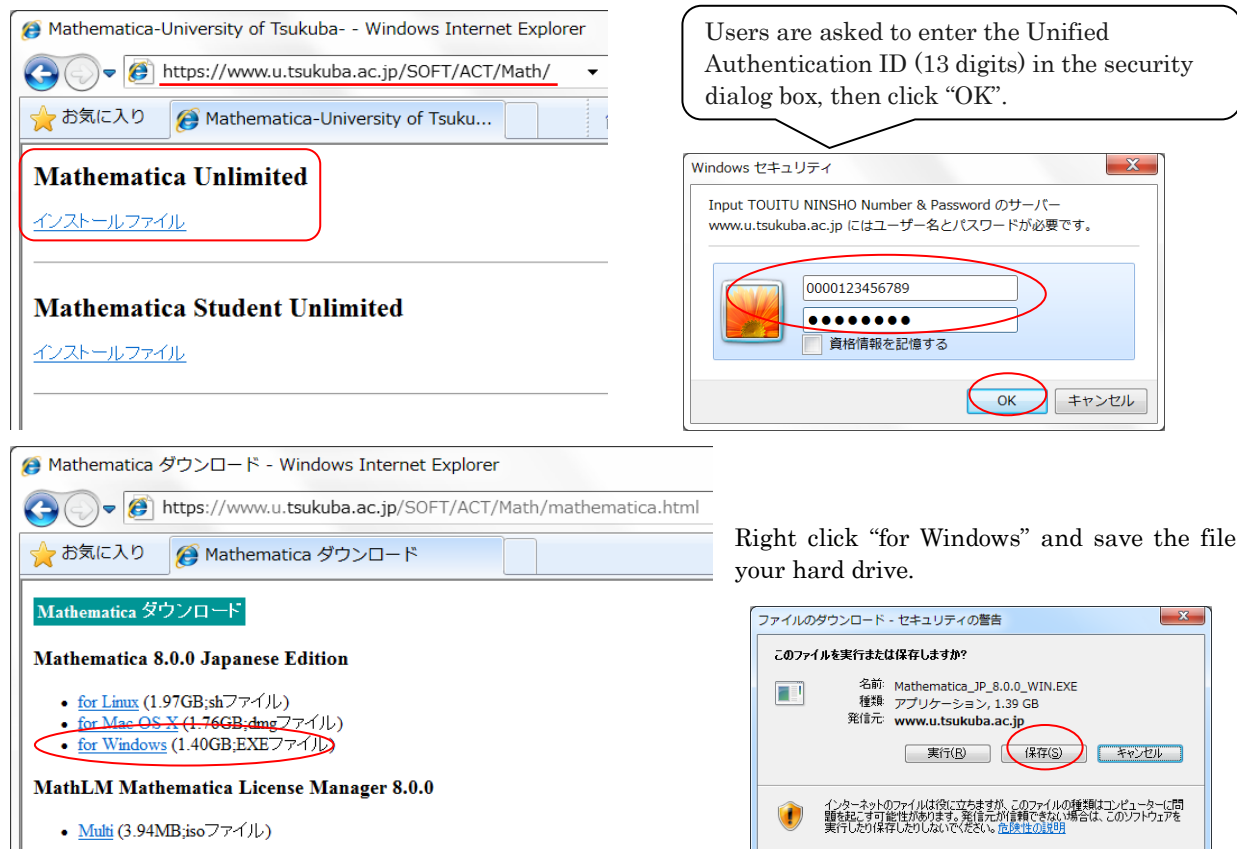 Mathematica-University of Tsukuba- - Windows Internet Explorer
https://www.u.tsukuba.ac.jp/SOFT/ACT/Math/
お気に入り
Mathematica-University of Tsuku...
Mathematica Unlimited
インストールファイル
Mathematica Student Unlimited
インストールファイル
Users are asked to enter the Unified
Authentication ID (13 digits) in the security
dialog box, then click “OK”.
Windows セキュリティ
Input TOUITU NINSHO Number & Password のサーバー
www.u.tsukuba.ac.jp にはユーザー名とパスワードが必要です。
0000123456789
●●●●●●●●
資格情報を記憶する
OK
キャンセル
Mathematica ダウンロード - Windows Internet Explorer
https://www.u.tsukuba.ac.jp/SOFT/ACT/Math/mathematica.html
お気に入り
Mathematica ダウンロード
Mathematica ダウンロード
Mathematica 8.0.0 Japanese Edition
• for Linux (1.97GB;shファイル)
• for Mac OS X (1.76GB;dmgファイル)
• for Windows (1.40GB;EXEファイル)
MathLM Mathematica License Manager 8.0.0
• Multi (3.94MB;isoファイル)
Right click “for Windows” and save the file
your hard drive.
ファイルのダウンロード - セキュリティの警告
このファイルを実行または保存しますか?
名前: Mathematica_JP_8.0.0_WIN.EXE
種類: アプリケーション, 1.39 GB
発信元: www.u.tsukuba.ac.jp
実行(R)
保存(S)
キャンセル
インターネットのファイルは役に立ちますが、このファイルの種類はコンピューターに問
題を起こす可能性があります。発信元が信頼できない場合は、このソフトウェアを
実行したり保存したりしないでください。危険性の説明